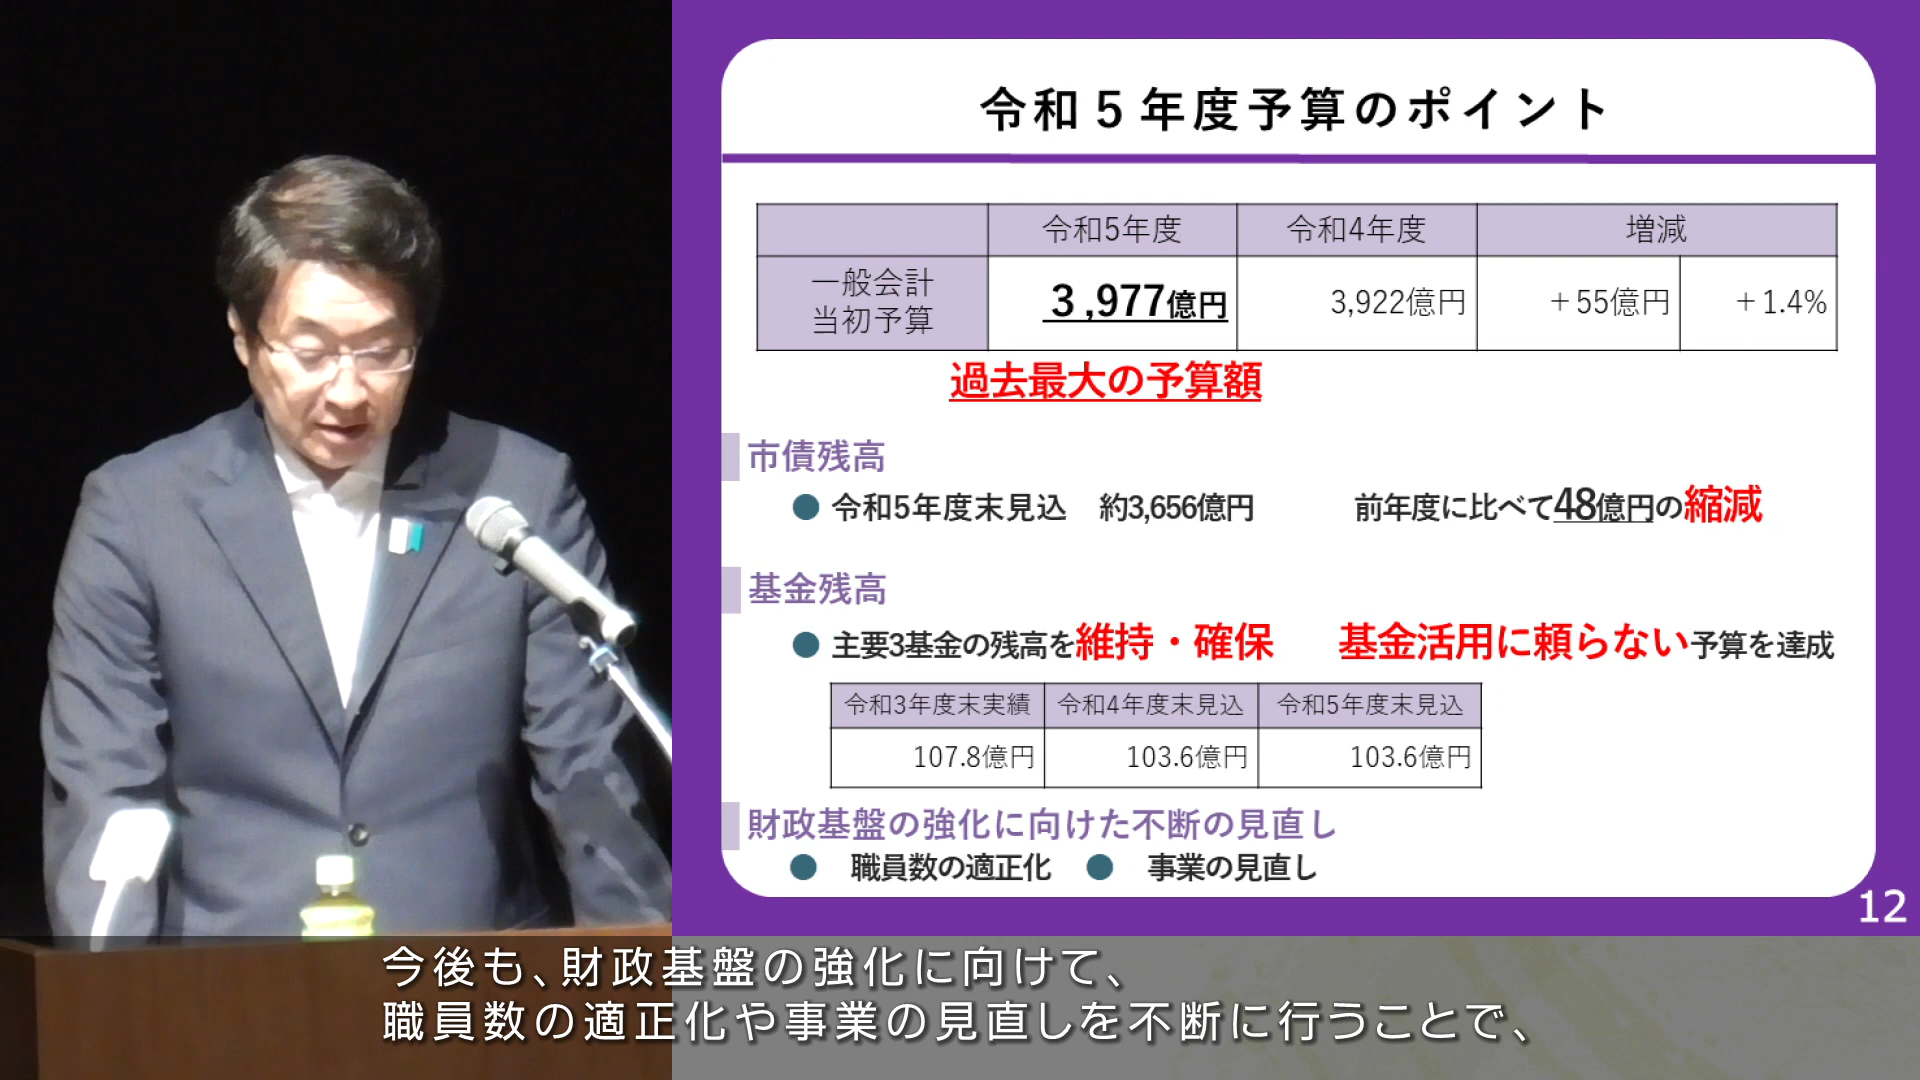 令和５年度予算のポイント
令和5年度 令和4年度 増減
一般会計
当初予算
３,977億円 3,922億円 ＋55億円 ＋1.4%
過去最大の予算額
市債残高
● 令和5年度末見込 約3,656億円 前年度に比べて48億円の縮減
基金残高
● 主要3基金の残高を維持・確保 基金活用に頼らない予算を達成
令和3年度末実績 令和4年度末見込 令和5年度末見込
107.8億円 103.6億円 103.6億円
財政基盤の強化に向けた不断の見直し
● 職員数の適正化 ● 事業の見直し
12
今後も、財政基盤の強化に向けて、
職員数の適正化や事業の見直しを不断に行うことで、